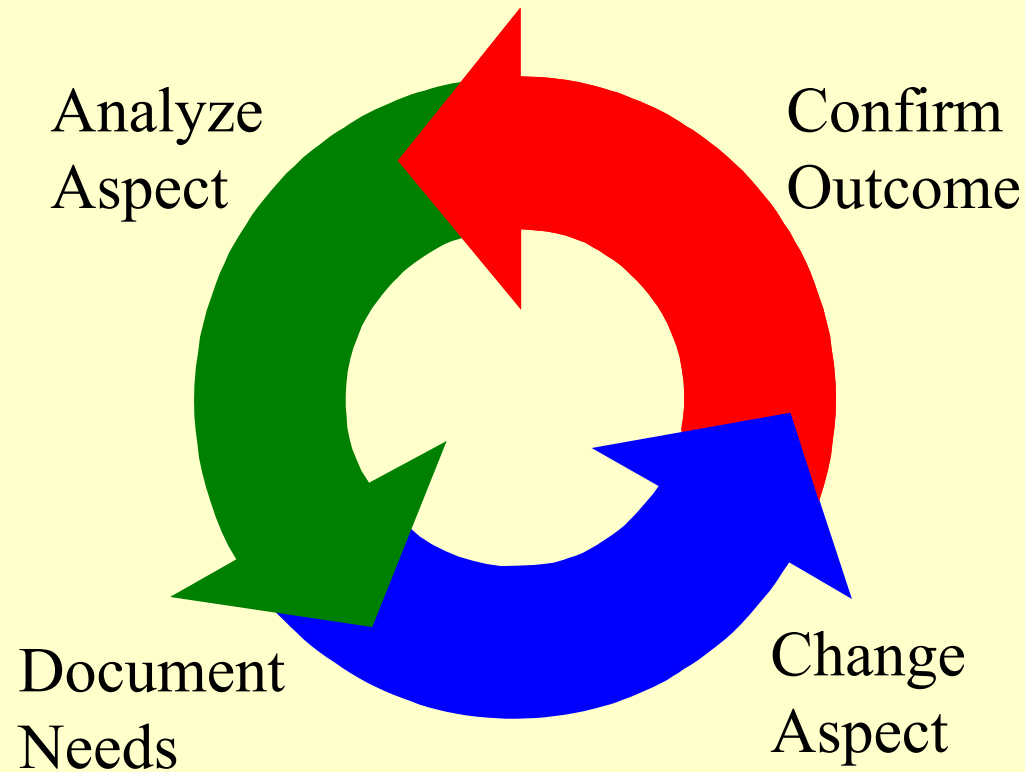 Analyze
Aspect
Confirm
Outcome
Document
Needs
Change
Aspect